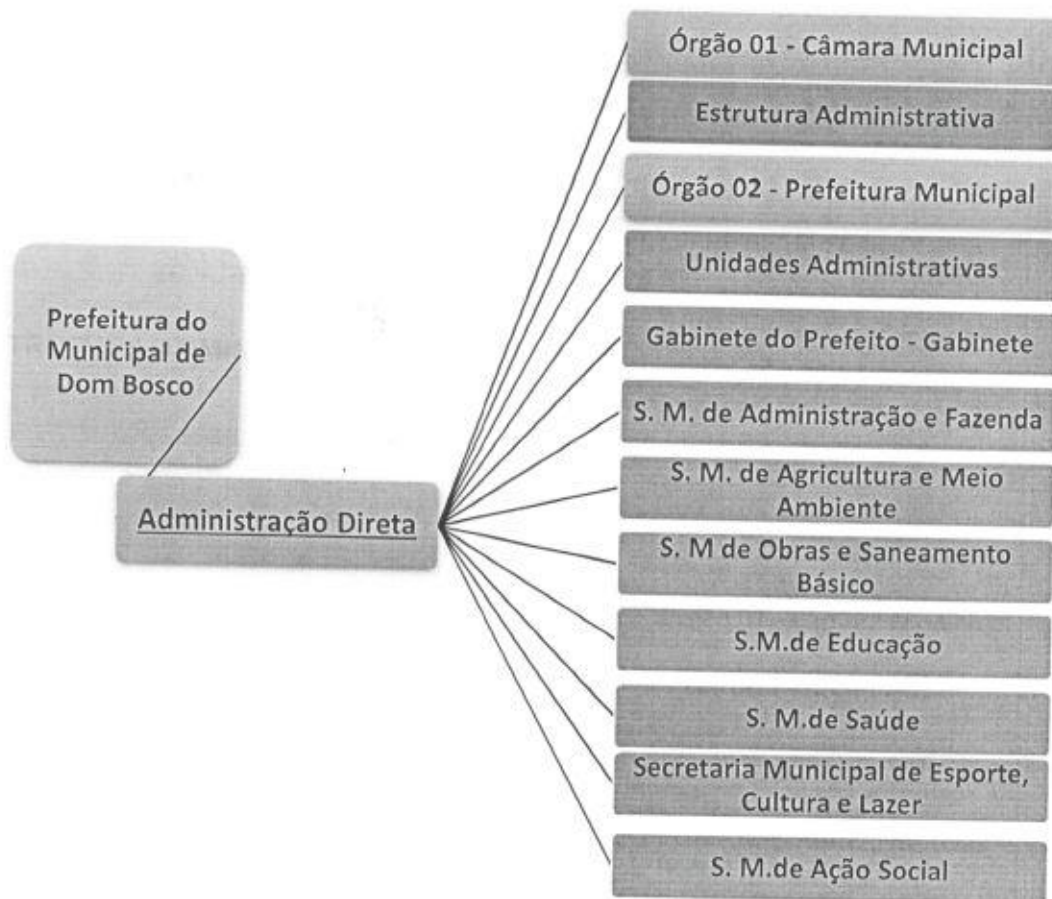 Prefeitura do
Municipal de
Dom Bosco
Administração Direta
Órgão 01 - Câmara Municipal
Estrutura Administrativa
Órgão 02 - Prefeitura Municipal
Unidades Administrativas
Gabinete do Prefeito - Gabinete
S. M. de Administração e Fazenda
S. M. de Agricultura e Meio
Ambiente
S. M de Obras e Saneamento
Básico
S.M.de Educação
S. M.de Saúde
Secretaria Municipal de Esporte,
Cultura e Lazer
S. M.de Ação Social